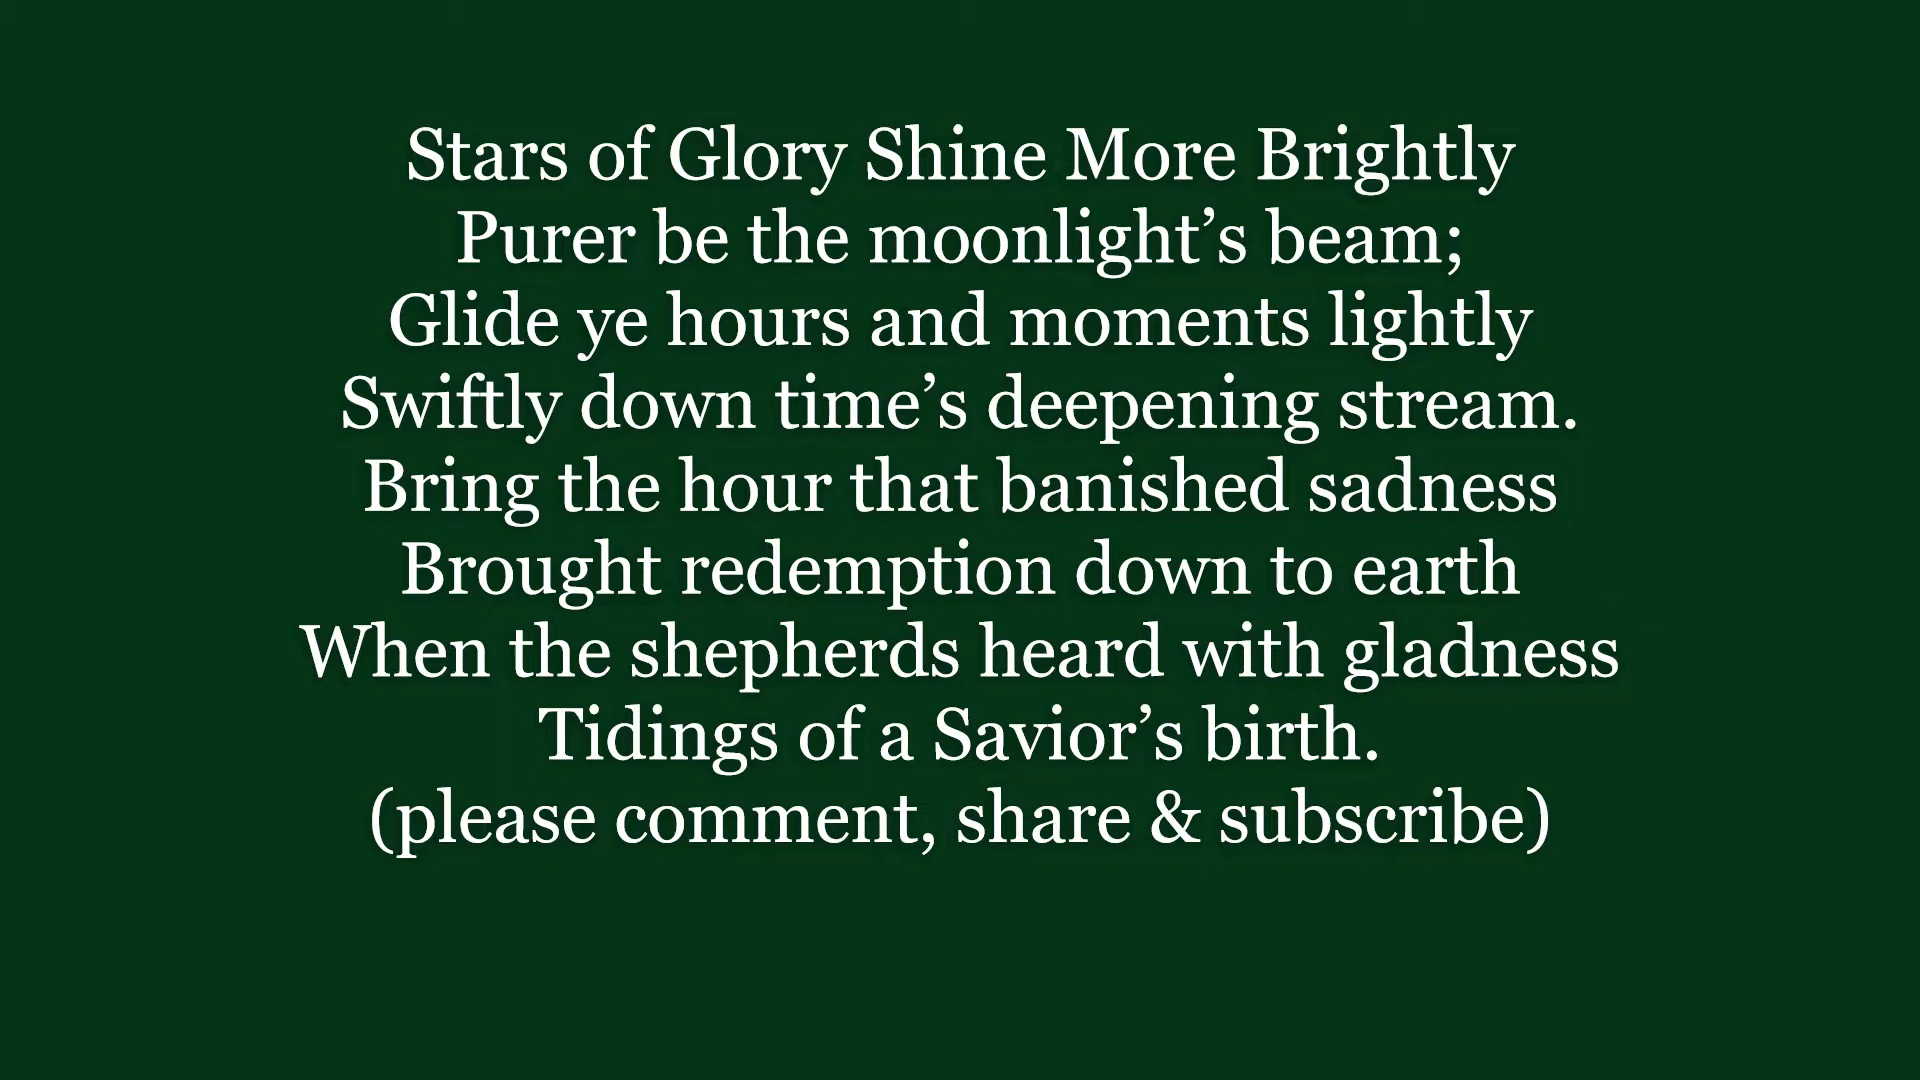 Stars of Glory Shine More Brightly
Purer be the moonlight’s beam;
Glide ye hours and moments lightly
Swiftly down time’s deepening stream.
Bring the hour that banished sadness
Brought redemption down to earth
When the shepherds heard with gladness
Tidings of a Savior’s birth.
(please comment, share & subscribe)